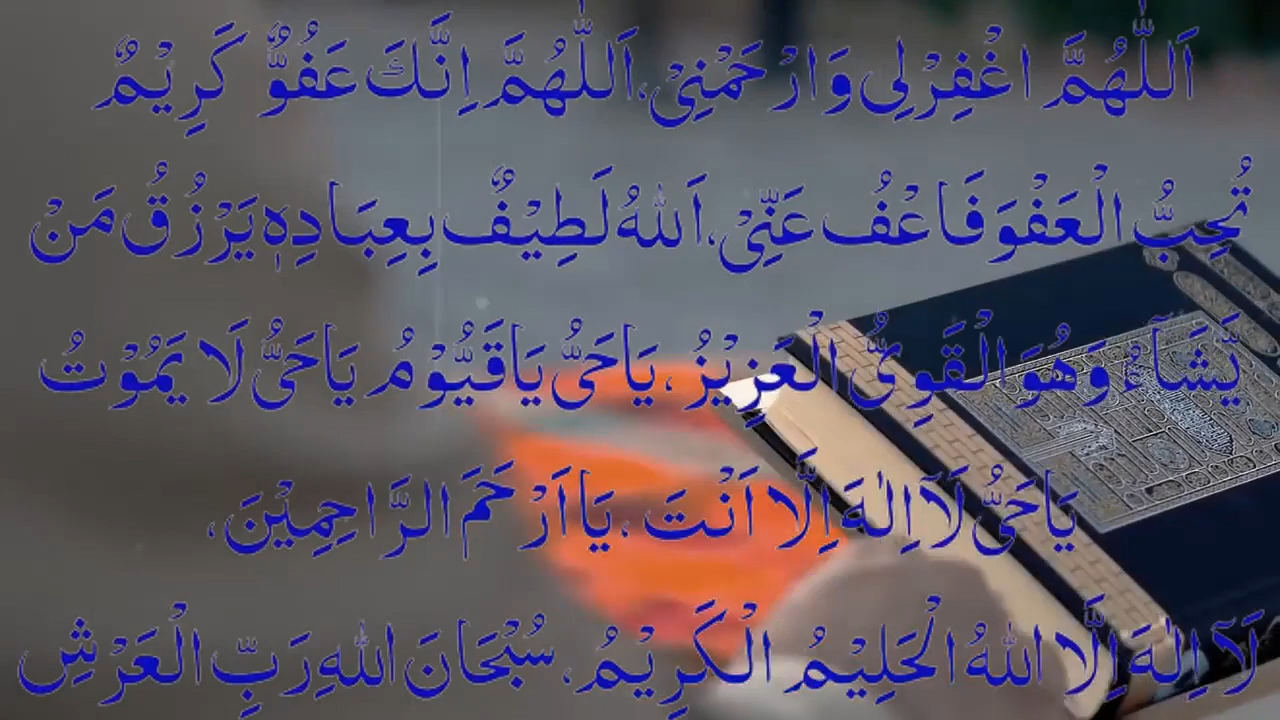 اَللّٰهُمَّ اغْفِرْلِی وَارْحَمْنِیْ، اَللّٰهُمَّ اِنَّكَ عَفُوٌّ كَرِیْمٌ
تُحِبُّ الْعَفْوَ فَاعْفُ عَنِّیْ، اَللهُ لَطِیْفٌ بِعِبَادِهٖ یَرْزُقُ مَنْ
یَّشَآءُ وَهُوَ الْقَوِیُّ الْعَزِیْزُ، یَاحَیُّ یَاقَیُّوْمُ یَاحَیُّ لَا یَمُوْتُ
یَاحَیُّ لَآ اِلٰهَ اِلَّا اَنْتَ، یَا اَرْحَمَ الرَّاحِمِیْنَ،
لَآ اِلٰهَ اِلَّا اللهُ الْحَلِیْمُ الْكَرِیْمُ، سُبْحَانَ اللهِ رَبِّ الْعَرْشِ